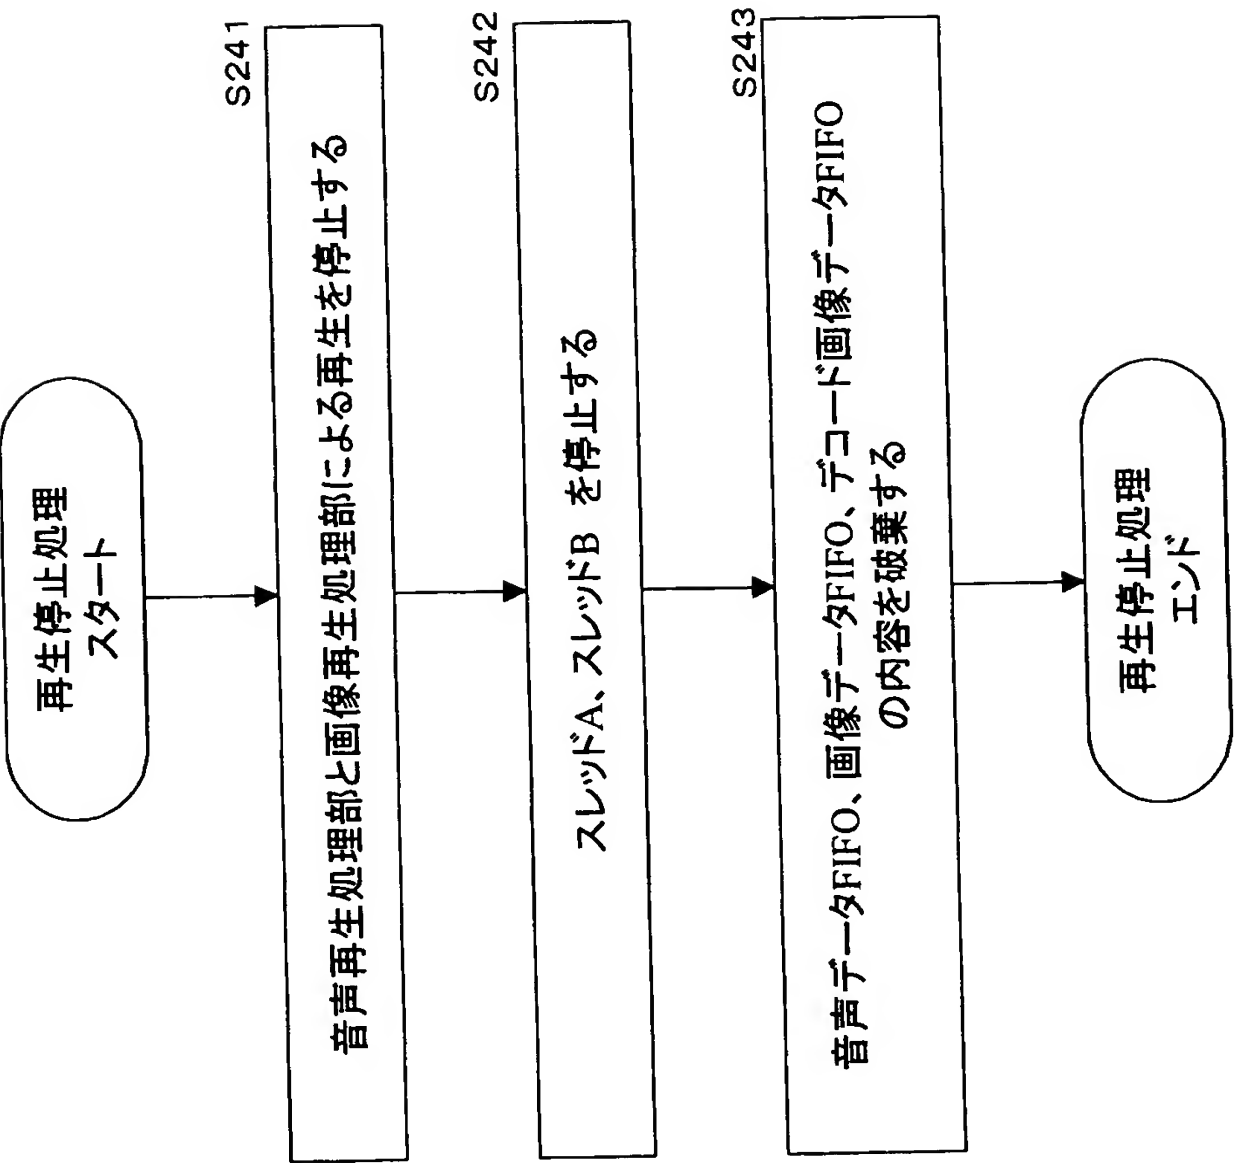 再生停止処理
スタート
S241
音声再生処理部と画像再生処理部による再生を停止する
S242
スレッドA、スレッドB を停止する
S243
音声データFIFO、画像データFIFO、デコード画像データFIFO
の内容を破棄する
再生停止処理
エンド